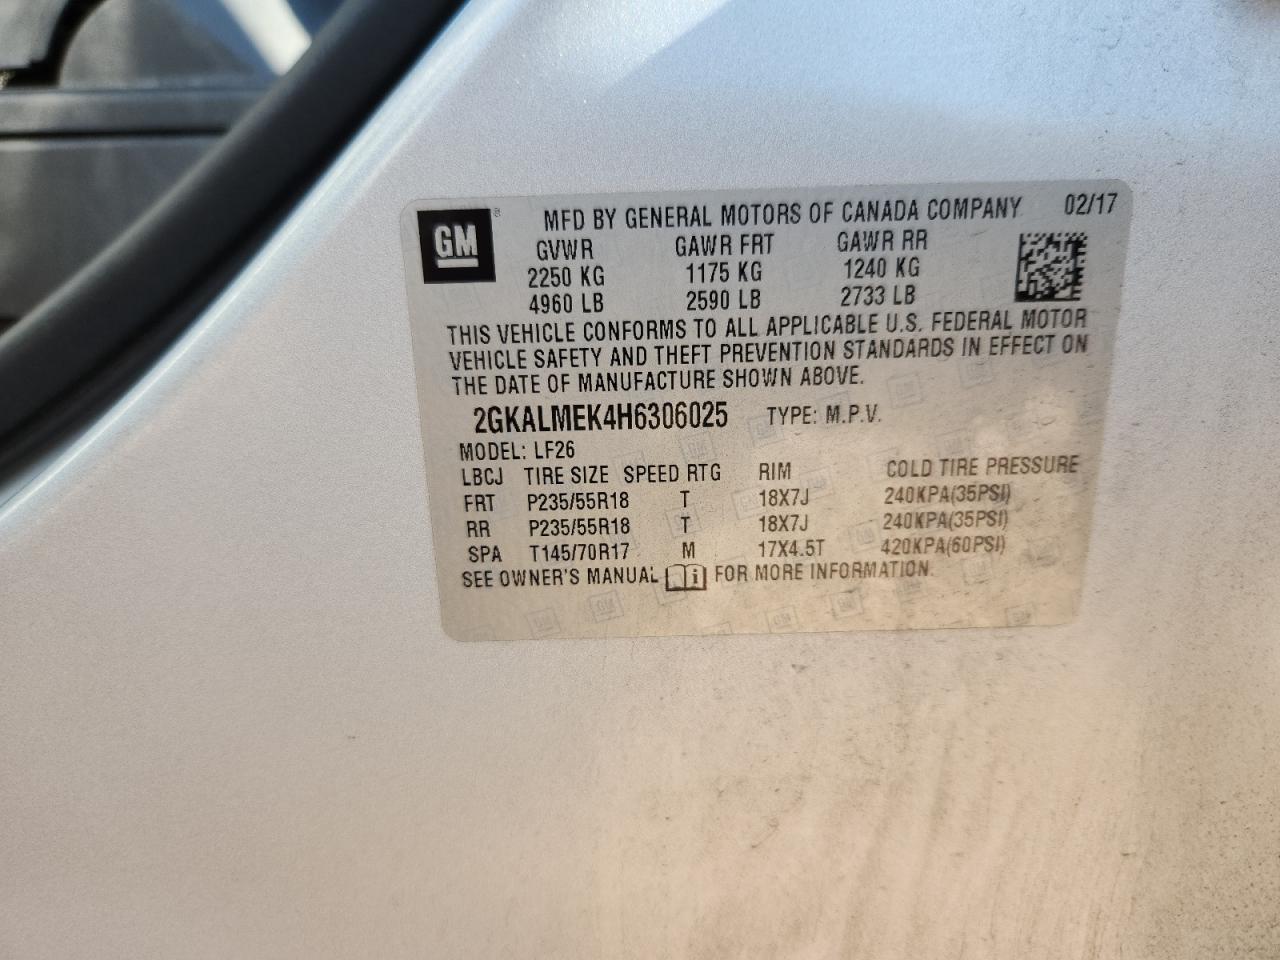 GM ® MFD BY GENERAL MOTORS OF CANADA COMPANY 02/17
GVWR GAWR FRT GAWR RR
2250 KG 1175 KG 1240 KG
4960 LB 2590 LB 2733 LB
THIS VEHICLE CONFORMS TO ALL APPLICABLE U.S. FEDERAL MOTOR
VEHICLE SAFETY AND THEFT PREVENTION STANDARDS IN EFFECT ON
THE DATE OF MANUFACTURE SHOWN ABOVE.
2GKALMEK4H6306025 TYPE: M.P.V.
MODEL: LF26
LBCJ TIRE SIZE SPEED RTG RIM COLD TIRE PRESSURE
FRT P235/55R18 T 18X7J 240KPA(35PSI)
RR P235/55R18 T 18X7J 240KPA(35PSI)
SPA T145/70R17 M 17X4.5T 420KPA(60PSI)
SEE OWNER'S MANUAL i FOR MORE INFORMATION.